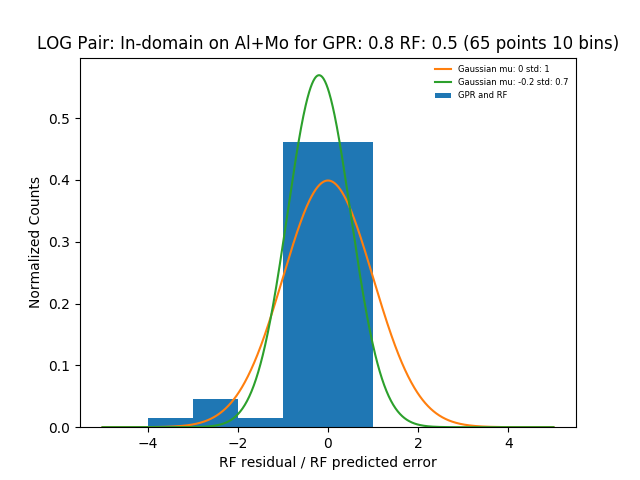 LOG Pair: In-domain on Al+Mo for GPR: 0.8 RF: 0.5 (65 points 10 bins)
Gaussian mu: 0 std: 1
Gaussian mu: -0.2 std: 0.7
GPR and RF
Normalized Counts
0.5
0.4
0.3
0.2
0.1
0.0
−4 −2 0 2 4
RF residual / RF predicted error